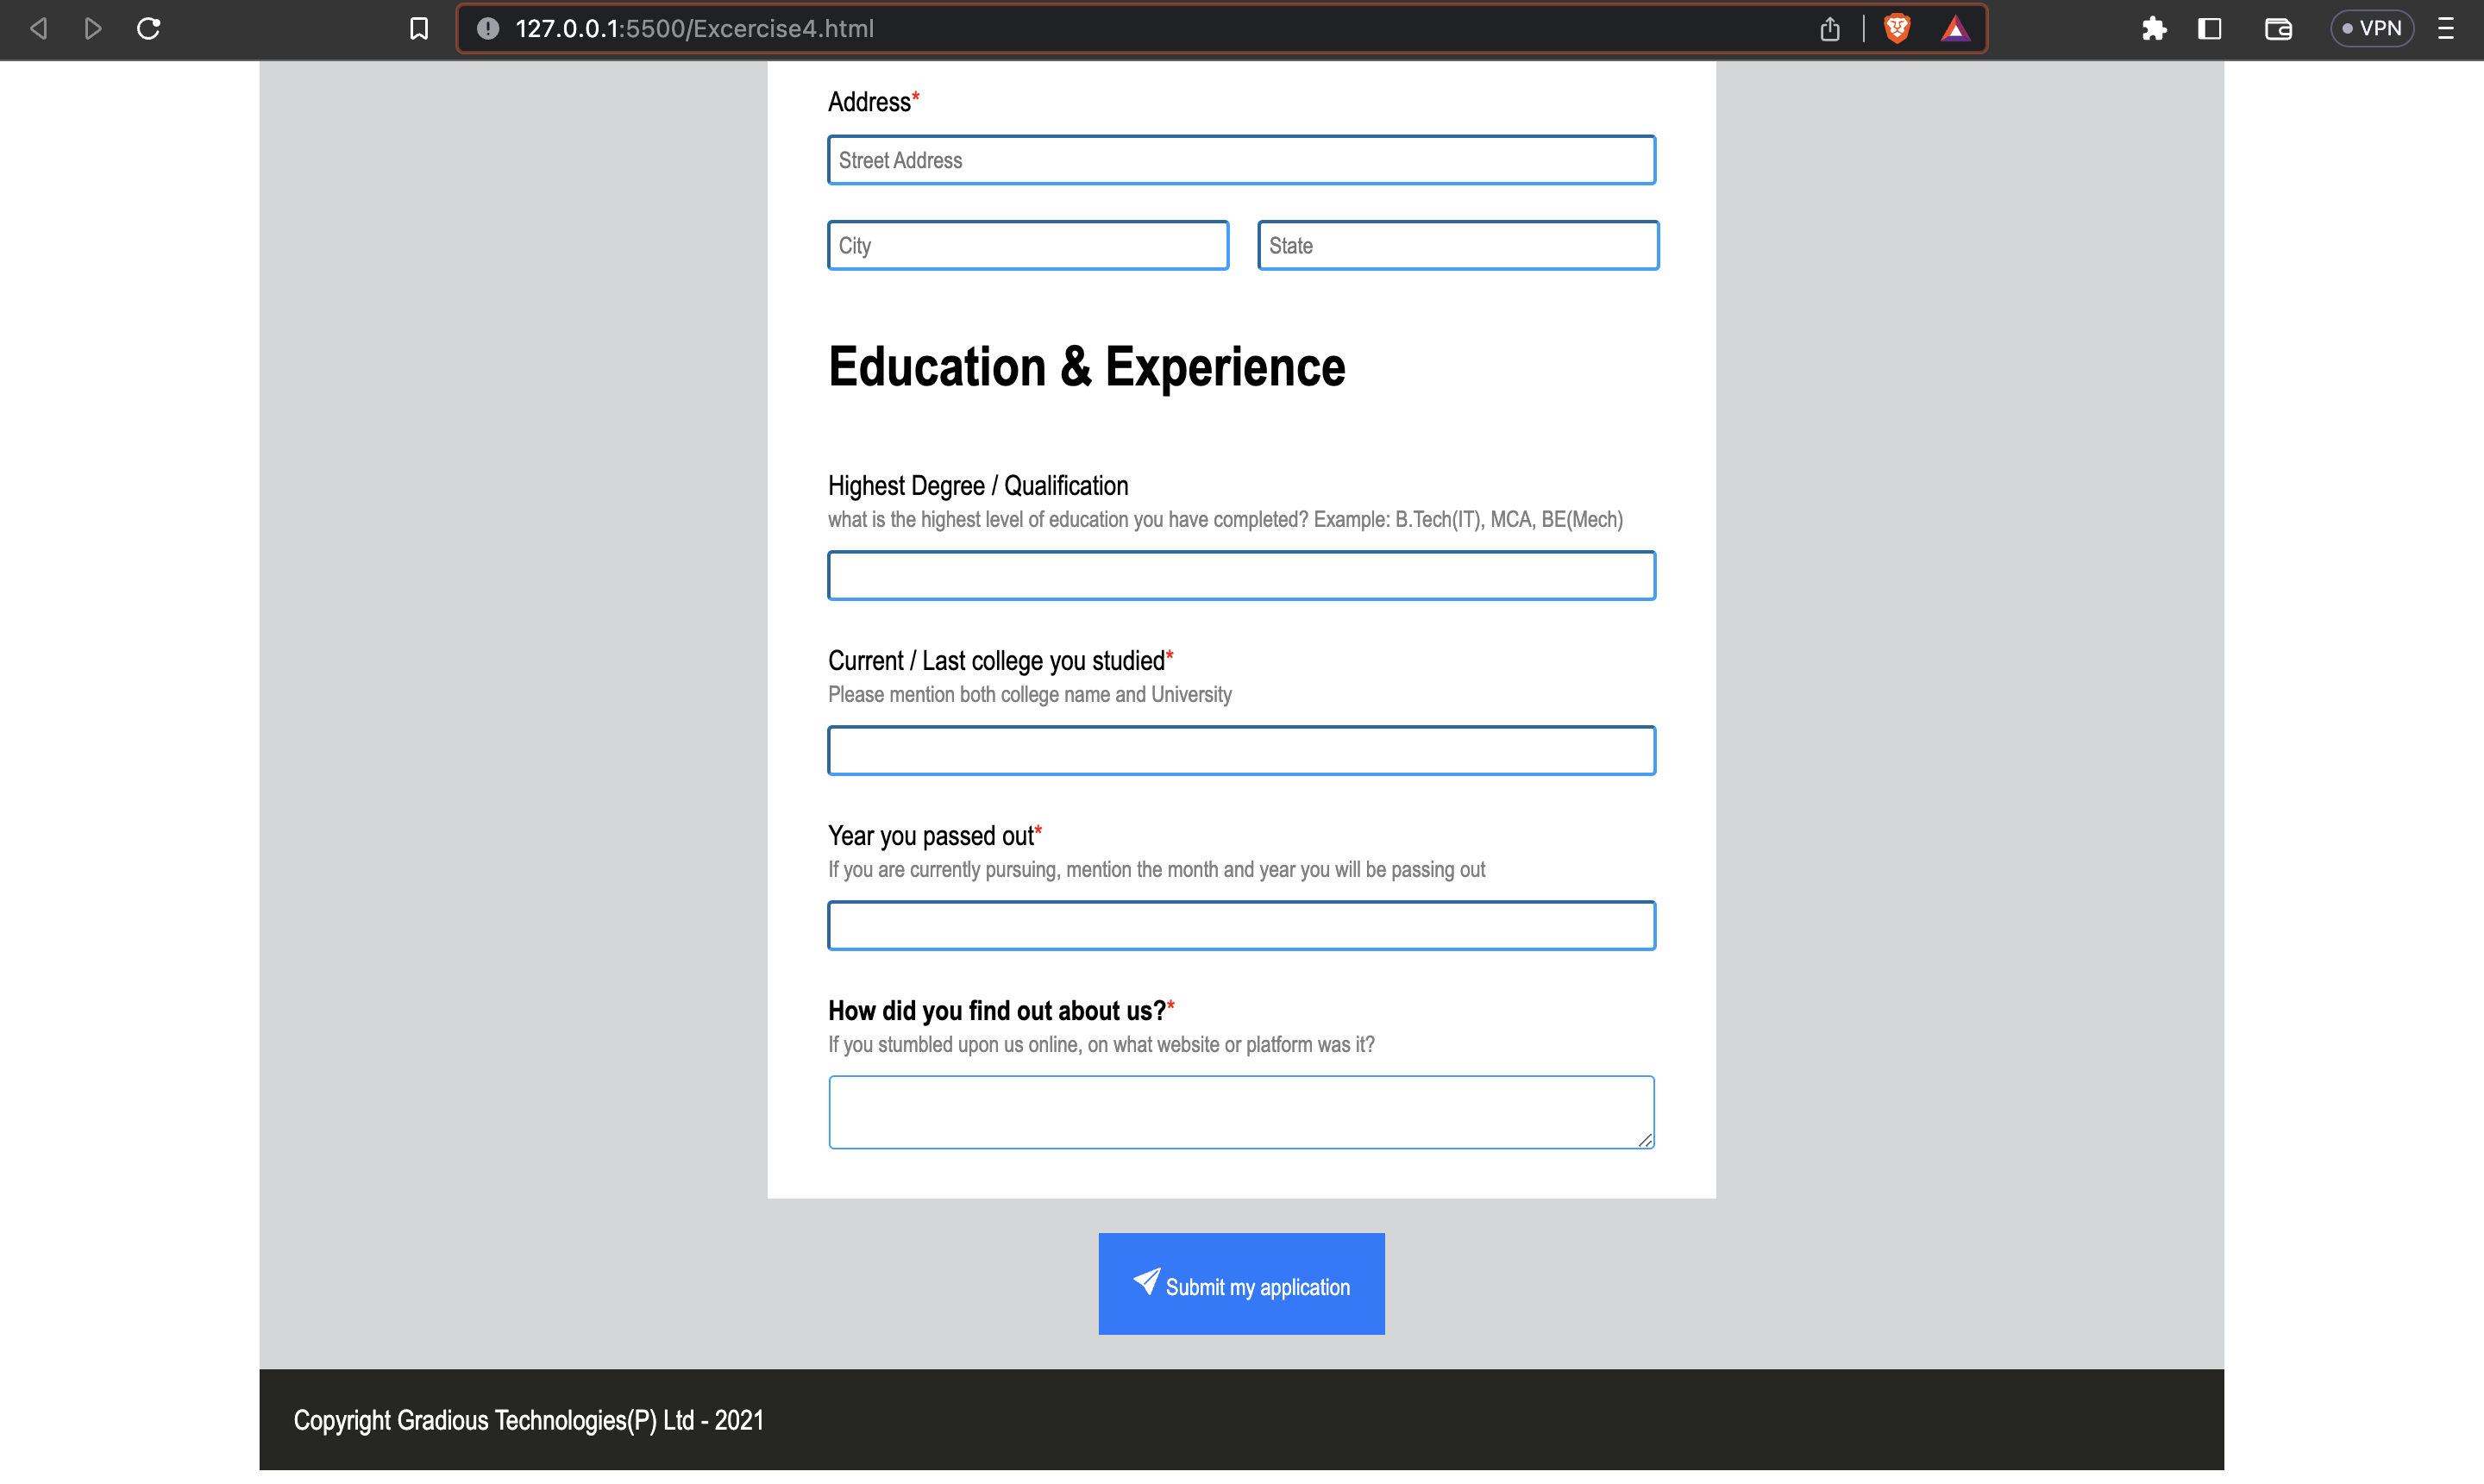 127.0.0.1:5500/Excercise4.html
VPN
Address*
Street Address
City
State
Education & Experience
Highest Degree / Qualification
what is the highest level of education you have completed? Example: B.Tech(IT), MCA, BE(Mech)
Current / Last college you studied*
Please mention both college name and University
Year you passed out*
If you are currently pursuing, mention the month and year you will be passing out
How did you find out about us?*
If you stumbled upon us online, on what website or platform was it?
Submit my application
Copyright Gradious Technologies(P) Ltd - 2021